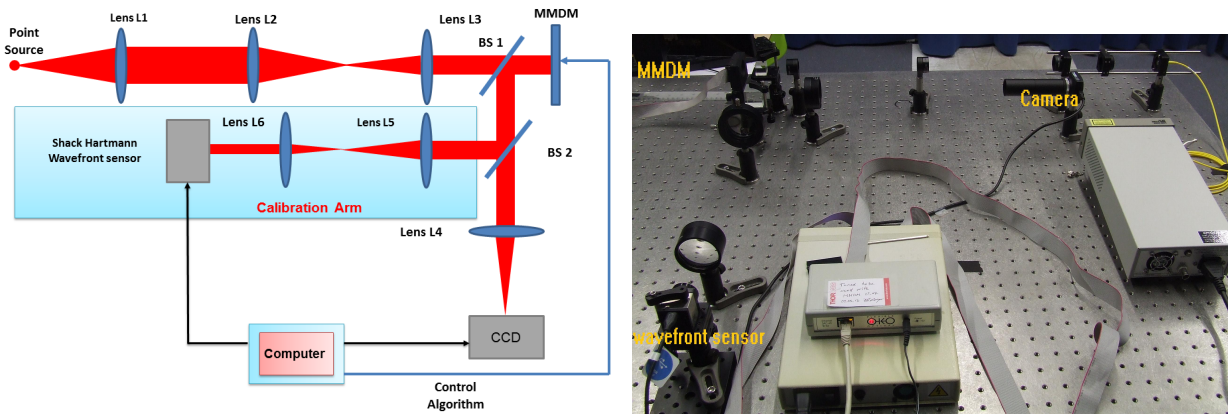 Point
Source
Lens L1
Lens L2
Lens L3
BS 1
MMDM
Shack Hartmann
Wavefront sensor
Lens L6
Lens L5
BS 2
Calibration Arm
Lens L4
CCD
Computer
Control
Algorithm
MMDM
Camera
wavefront sensor